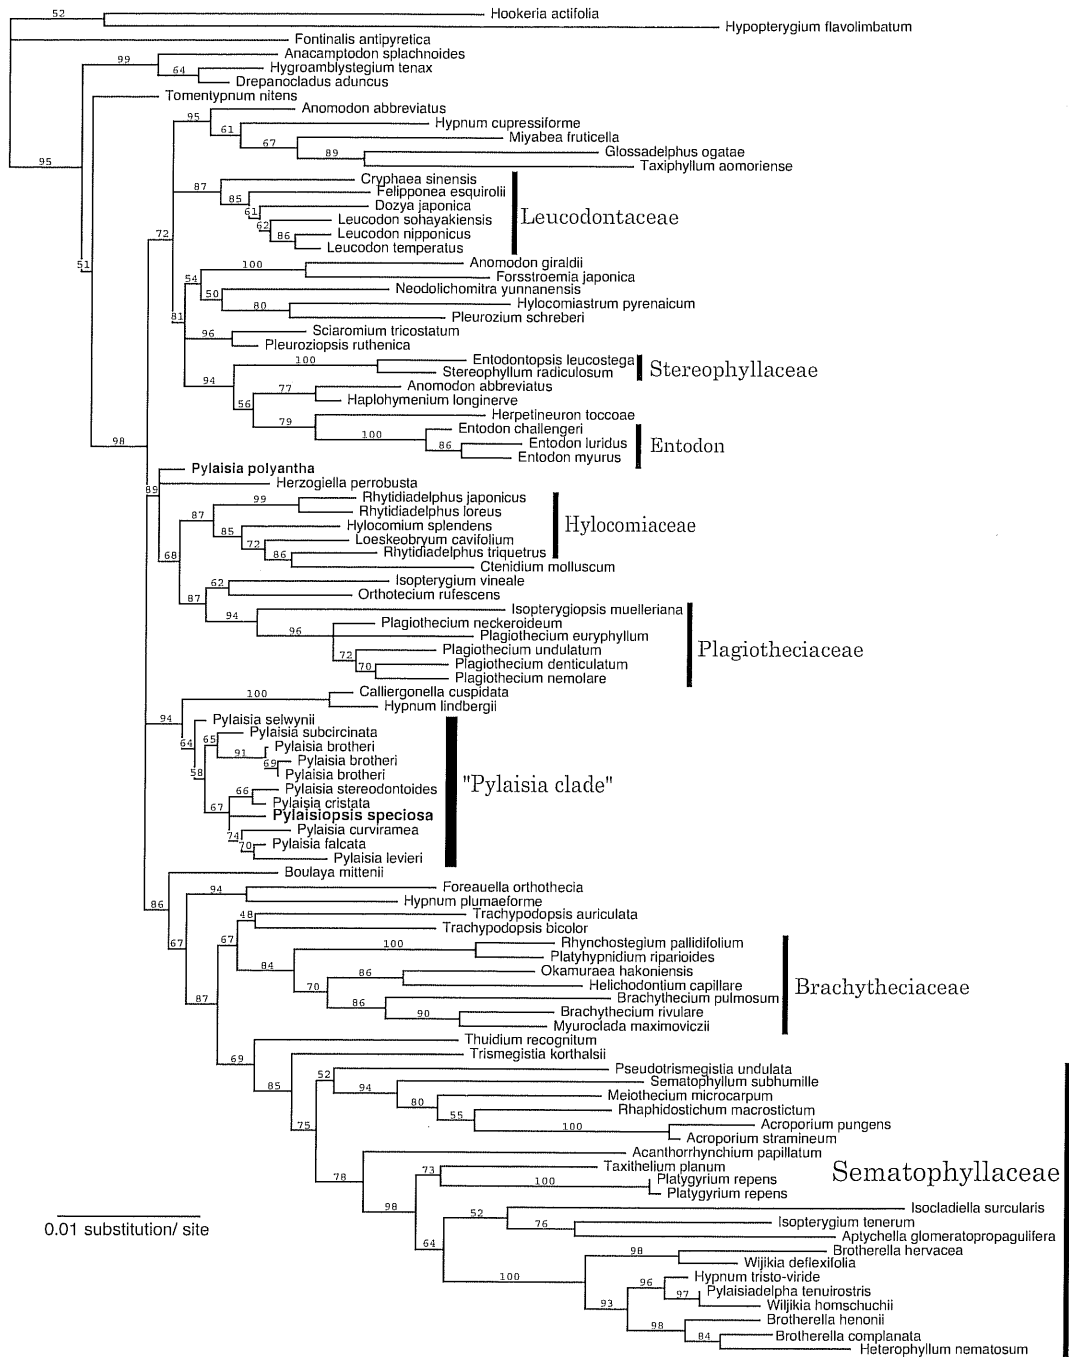 52
Hookeria actifolia
Hypopterygium flavolimbatum
Fontinalis antipyretica
99
Anacamptodon splachnoides
64
Hygroamblystegium tenax
Drepanocladus aduncus
Tomentypnum nitens
95
95
Anomodon abbreviatus
61
Hypnum cupressiforme
67
Miyabea fruticella
89
Glossadelphus ogatae
Taxiphyllum aomoriense
87
Cryphaea sinensis
85
Felipponea esquirolii
61
Dozya japonica
62
Leucodon sohayakiensis
86
Leucodon nipponicus
Leucodon temperatus
Leucodontaceae
72
51
100
Anomodon giraldii
Forsstroemia japonica
54
50
Neodolichomitra yunnanensis
80
Hylocomiastrum pyrenaicum
Pleurozium schreberi
81
96
Sciaromium tricostatum
Pleuroziopsis ruthenica
94
100
Entodontopsis leucostega
Stereophyllum radiculosum
Stereophyllaceae
56
77
Anomodon abbreviatus
Haplohymenium longinerve
79
Herpetineuron toccoae
100
Entodon challengeri
86
Entodon luridus
Entodon myurus
Entodon
98
89
Pylaisia polyantha
Herzogiella perrobusta
68
87
99
Rhytidiadelphus japonicus
Rhytidiadelphus loreus
85
Hylocomium splendens
72
Loeskeobryum cavifolium
86
Rhytidiadelphus triquetrus
Ctenidium molluscum
Hylocomiaceae
87
62
Isopterygium vineale
Orthotecium rufescens
94
Isopterygiopsis muelleriana
96
Plagiothecium neckeroideum
Plagiothecium euryphyllum
72
Plagiothecium undulatum
70
Plagiothecium denticulatum
Plagiothecium nemolare
Plagiotheciaceae
94
100
Calliergonella cuspidata
Hypnum lindbergii
64
Pylaisia selwynii
58
65
Pylaisia subcircinata
91
Pylaisia brotheri
69
Pylaisia brotheri
Pylaisia brotheri
67
66
Pylaisia stereodontoides
Pylaisia cristata
Pylaisiopsis speciosa
74
Pylaisia curviramea
70
Pylaisia falcata
Pylaisia levieri
"Pylaisia clade"
86
Boulaya mittenii
67
94
Foreauella orthothecia
Hypnum plumaeforme
87
67
48
Trachypodopsis auriculata
Trachypodopsis bicolor
84
100
Rhynchostegium pallidifolium
Platyhypnidium riparioides
70
86
Okamuraea hakoniensis
Helichodontium capillare
86
Brachythecium pulmosum
90
Brachythecium rivulare
Myuroclada maximoviczii
Brachytheciaceae
69
Thuidium recognitum
85
Trismegistia korthalsii
75
52
Pseudotrismegistia undulata
94
Sematophyllum subhumille
80
Meiothecium microcarpum
55
Rhaphidostichum macrostictum
100
Acroporium pungens
Acroporium stramineum
78
Acanthorrhynchium papillatum
98
73
Taxithelium planum
100
Platygyrium repens
Platygyrium repens
Sematophyllaceae
64
52
Isocladiella surcularis
76
Isopterygium tenerum
Aptychella glomeratopropagulifera
100
98
Brotherella hervacea
Wijikia deflexifolia
93
96
Hypnum tristo-viride
97
Pylaisiadelpha tenuirostris
Wiljikia homschuchii
98
Brotherella henonii
84
Brotherella complanata
Heterophyllum nematosum
0.01 substitution/ site